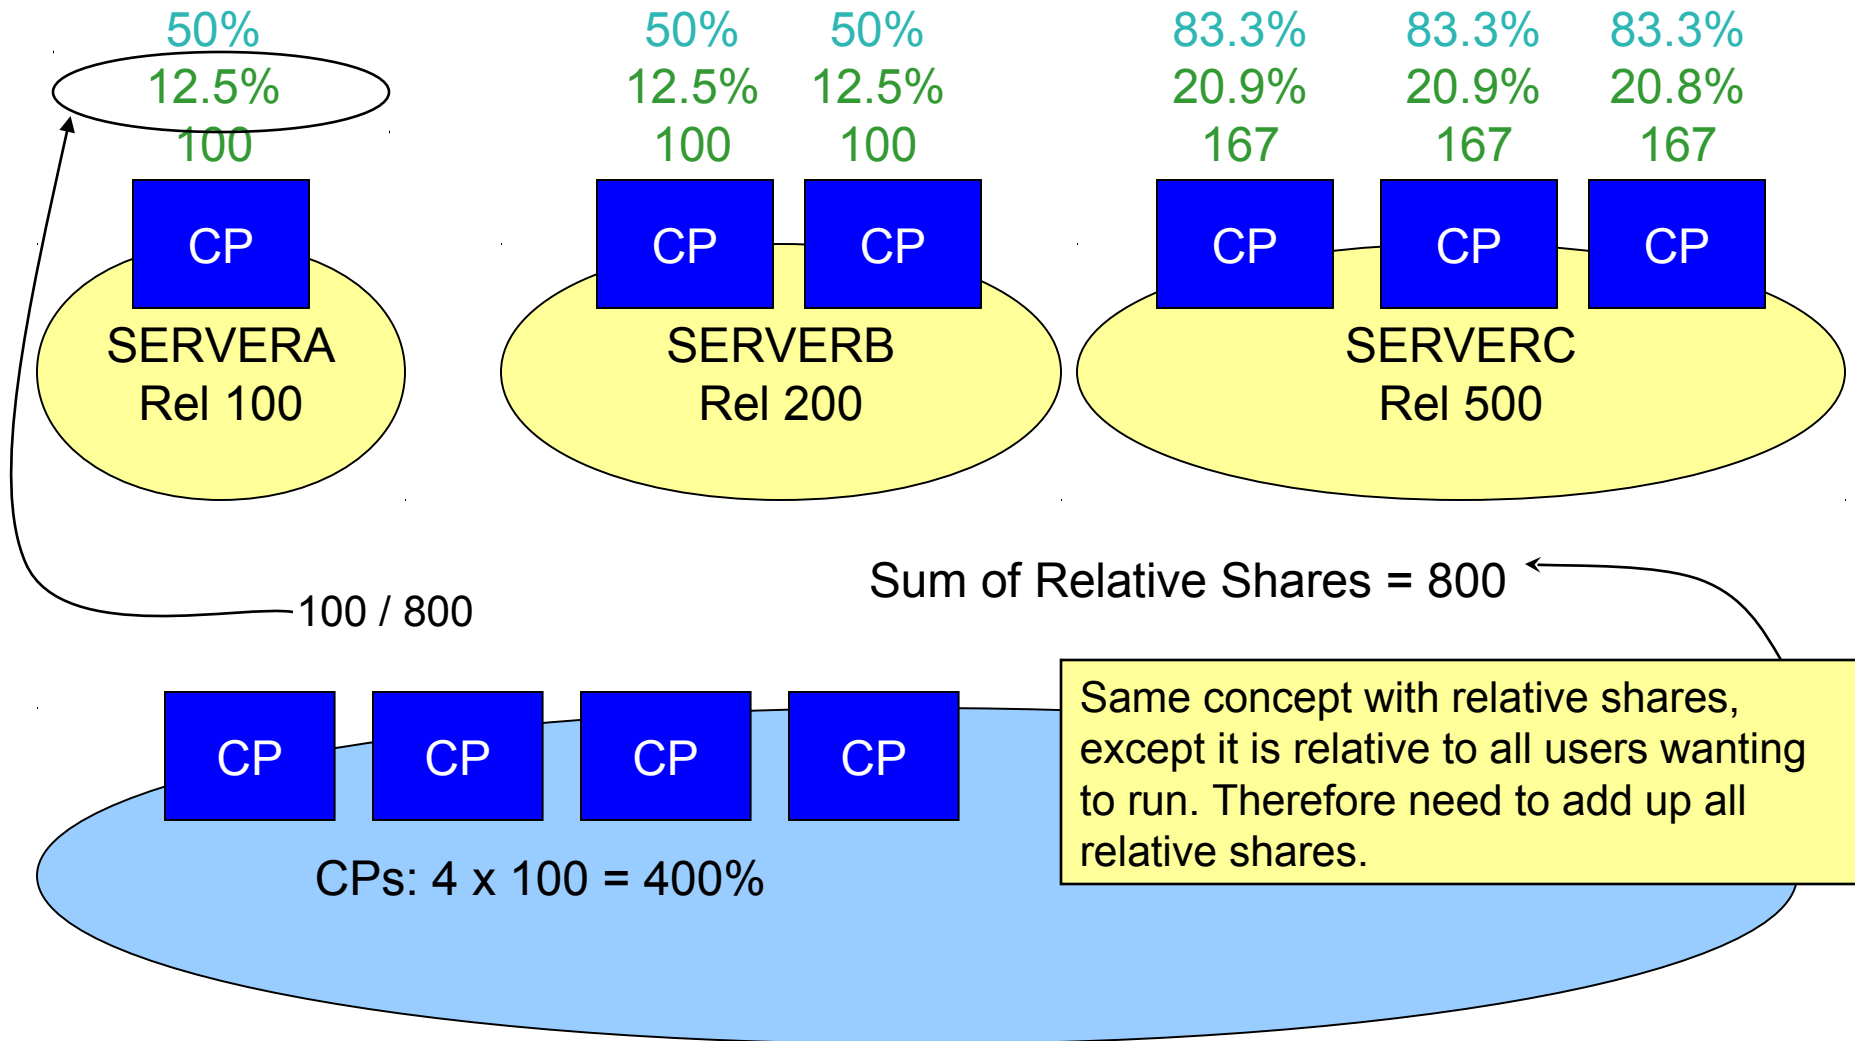 50% 50% 50% 83.3% 83.3% 83.3%
12.5% 12.5% 12.5% 20.9% 20.9% 20.8%
100 100 100 167 167 167
CP CP CP CP CP CP
SERVERA SERVERB SERVERC
Rel 100 Rel 200 Rel 500
Sum of Relative Shares = 800
100 / 800
CP CP CP CP
CPs: 4 x 100 = 400%
Same concept with relative shares,
except it is relative to all users wanting
to run. Therefore need to add up all
relative shares.